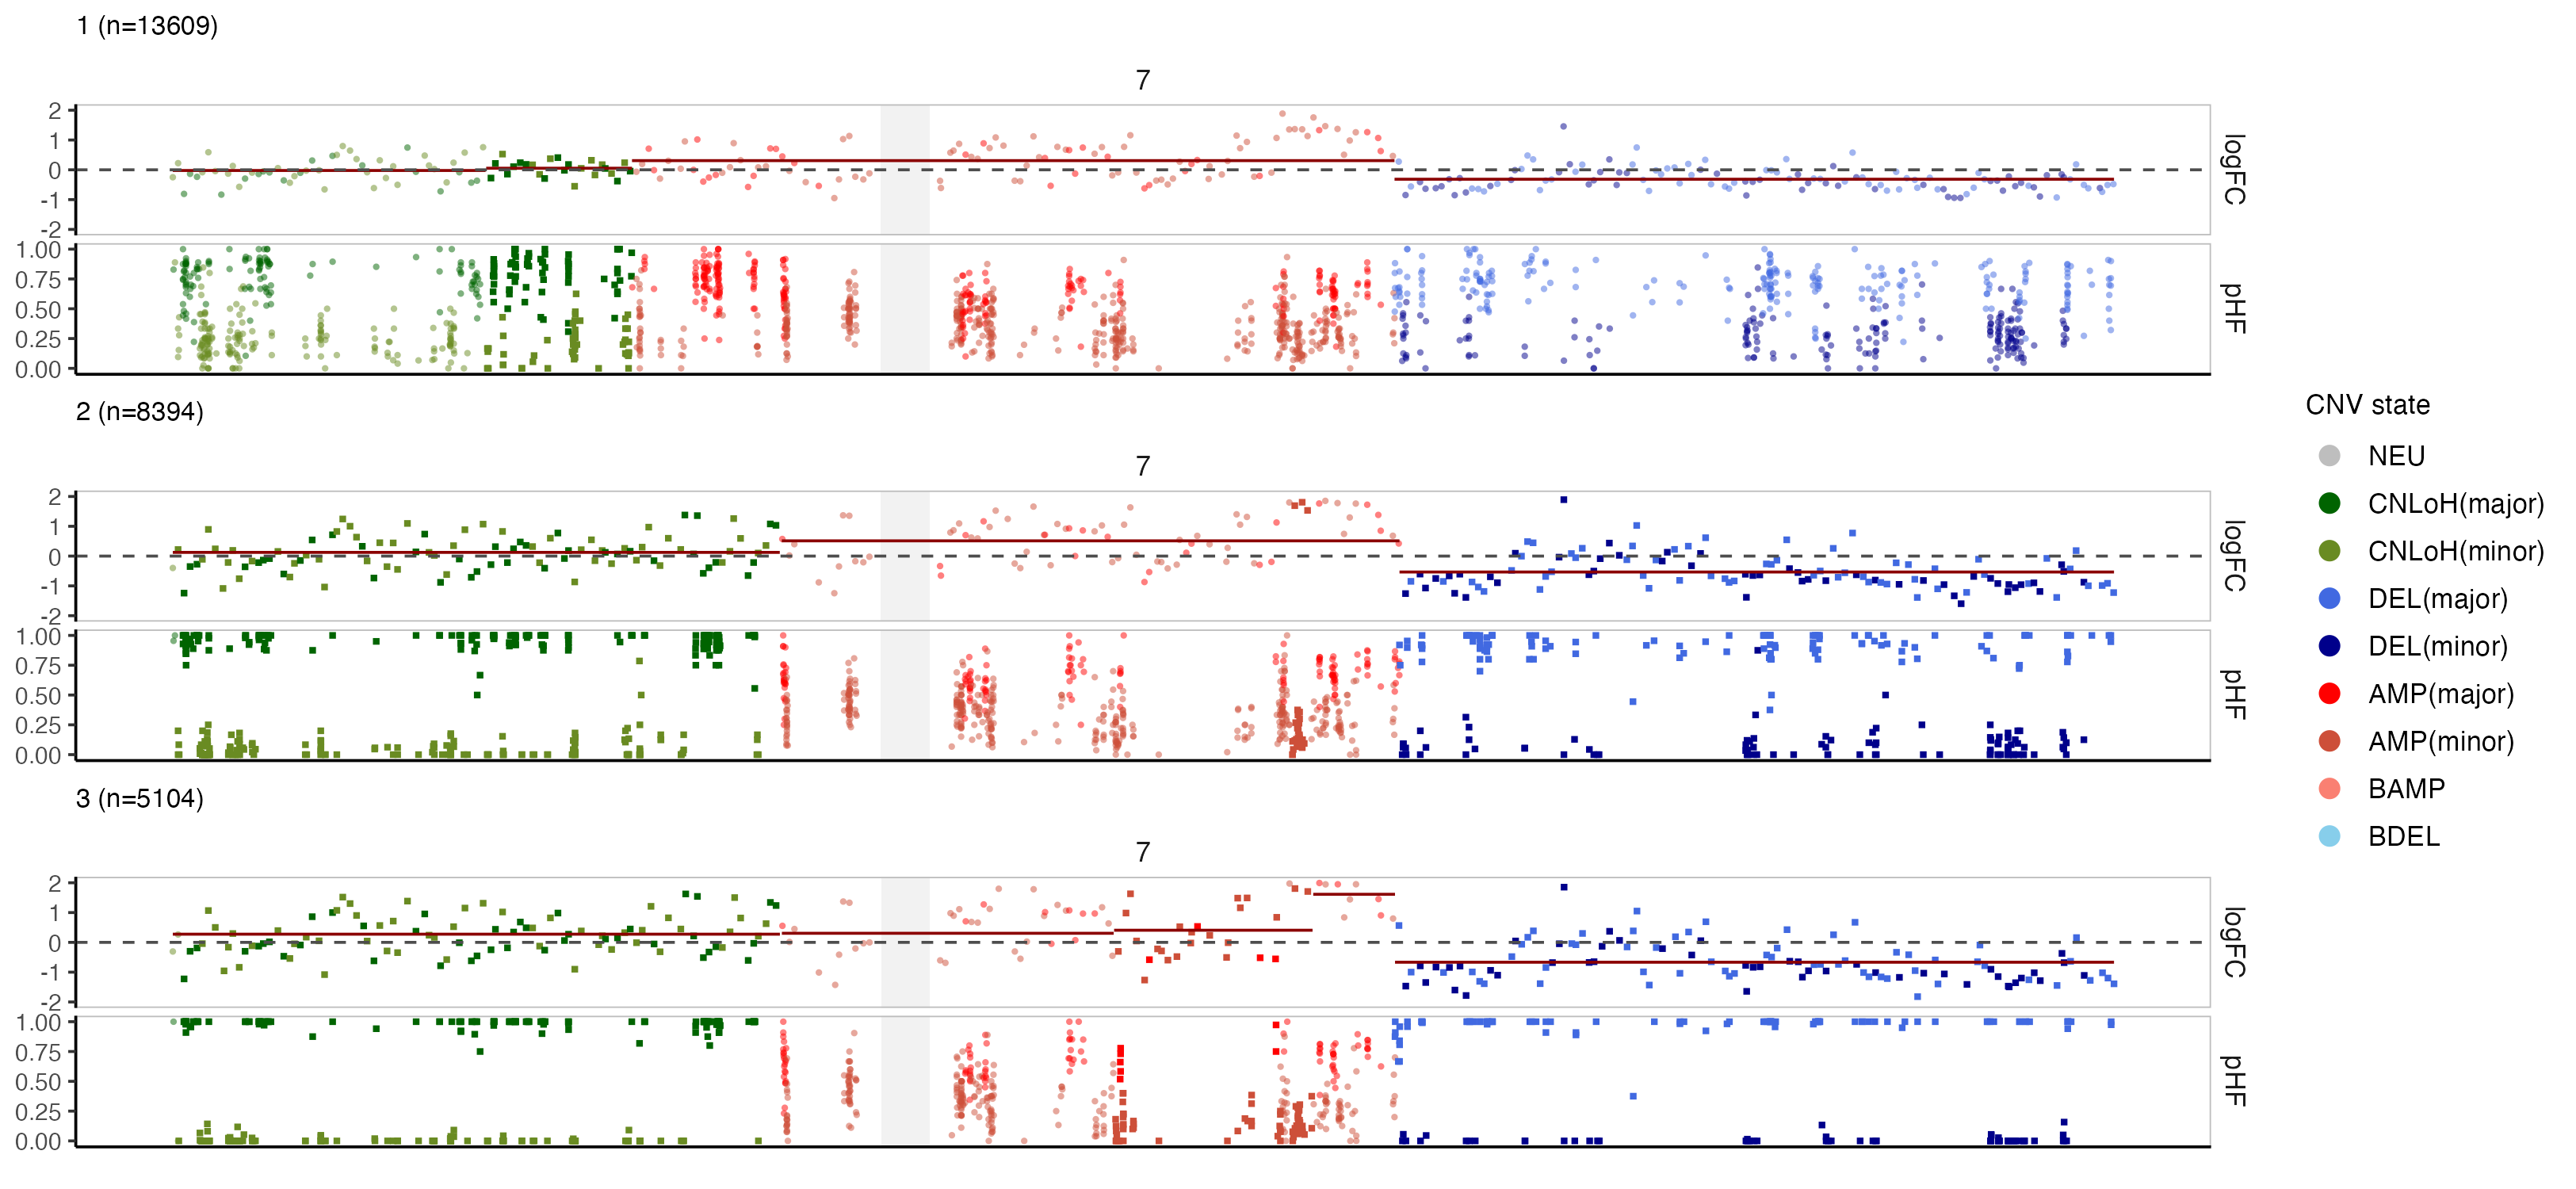 1 (n=13609)
7
2
1
0
-1
-2
logFC
1.00
0.75
0.50
0.25
0.00
pHF
2 (n=8394)
7
2
1
0
-1
-2
logFC
1.00
0.75
0.50
0.25
0.00
pHF
3 (n=5104)
7
2
1
0
-1
-2
logFC
1.00
0.75
0.50
0.25
0.00
pHF
CNV state
NEU
CNLoH(major)
CNLoH(minor)
DEL(major)
DEL(minor)
AMP(major)
AMP(minor)
BAMP
BDEL